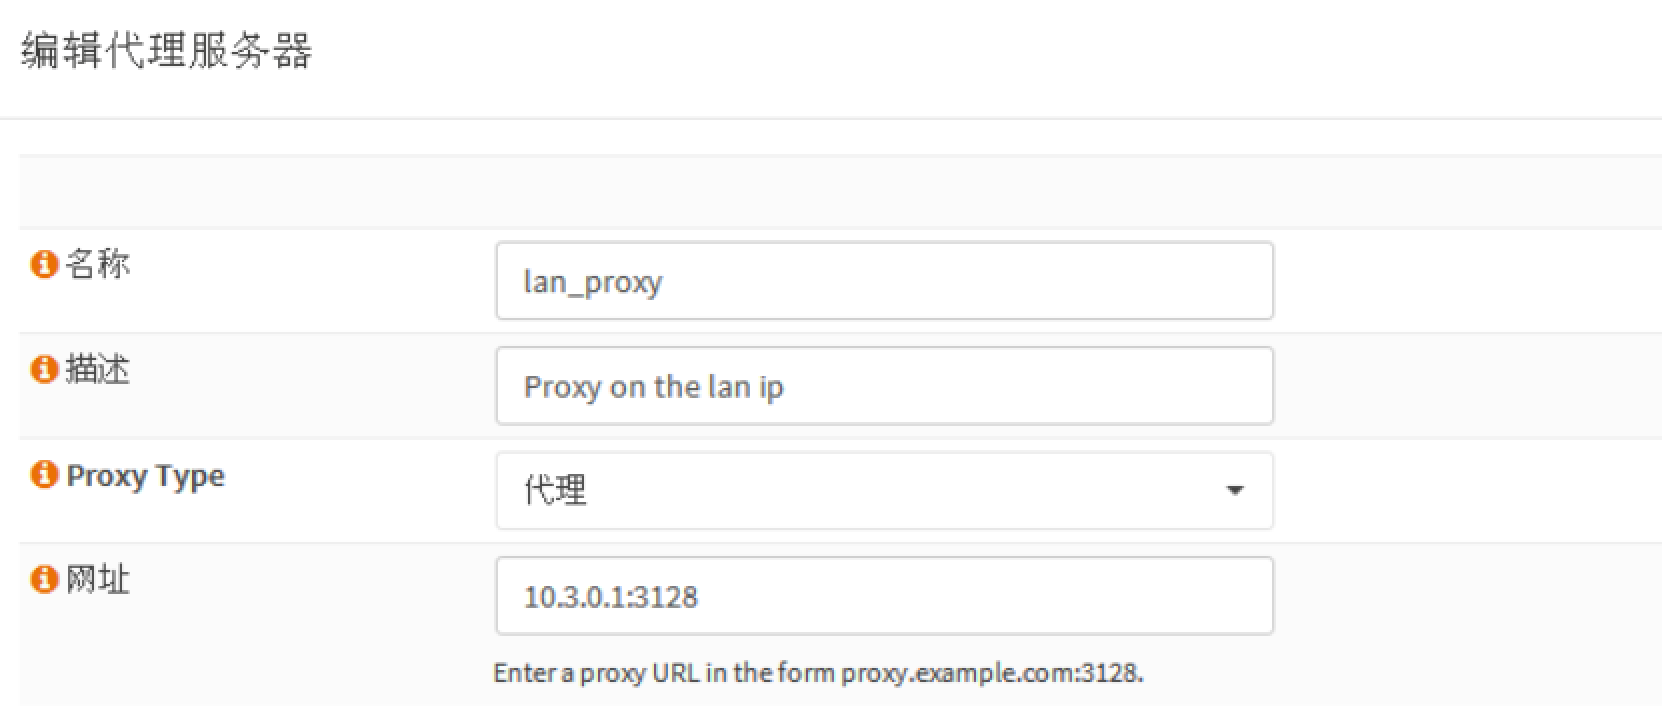 编辑代理服务器
名称
lan_proxy
描述
Proxy on the lan ip
Proxy Type
代理
网址
10.3.0.1:3128
Enter a proxy URL in the form proxy.example.com:3128.